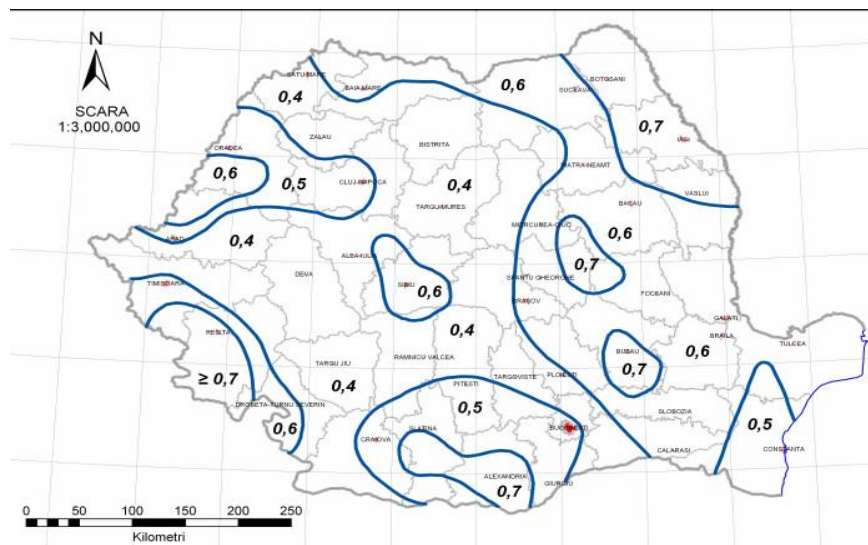 N
SCARA
1:3,000,000
0,6
BOTOSANI
SATU MARE
SUCEAVA
BAIA MARE
0,4
0,7
IASI
ZALAU
ORADEA
BISTRITA
PIATRA NEAMT
0,6
0,5
CLUJ-NAPOCA
0,4
VASLUI
BACAU
TARGU MURES
MIERCUREA-CIUC
0,6
ARAD
0,4
ALBA-IULIA
0,7
DEVA
SFANTU GHEORGHE
TIMISOARA
SIBIU
0,6
FOCSANI
BRASOV
GALATI
RESITA
0,4
BRAILA
TULCEA
0,6
BUZAU
RAMNICU VALCEA
TARGU JIU
0,7
TARGOVISTE
PLOIESTI
≥ 0,7
0,4
PITESTI
DROBETA-TURNU SEVERIN
0,5
SLOBOZIA
0,5
0,6
SLATINA
BUCURESTI
CRAIOVA
CALARASI
CONSTANTA
ALEXANDRIA
GIURGIU
0,7
0 50 100 150 200 250
Kilometri